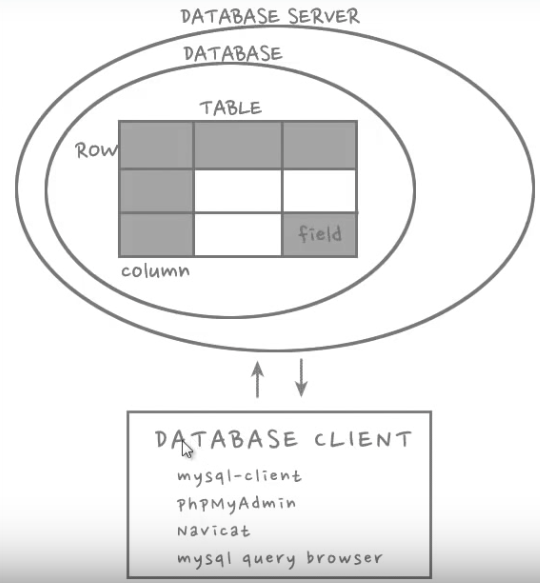 DATABASE SERVER
DATABASE
TABLE
Row
field
column
DATABASE CLIENT
mysql-client
PhPMyAdmin
Navicat
mysql query browser